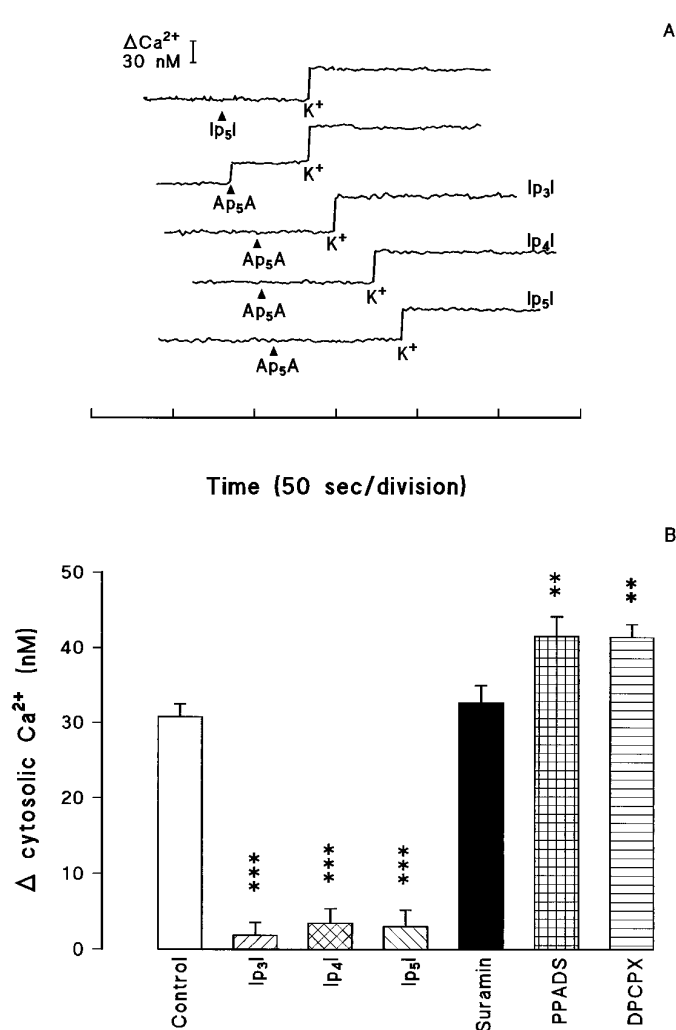 A
ΔCa²⁺
30 nM
K⁺
Ip₅I
K⁺
Ap₅A
Ip₃I
K⁺
Ap₅A
Ip₄I
K⁺
Ap₅A
Ip₅I
K⁺
Ap₅A
Time (50 sec/division)
B
Δ cytosolic Ca²⁺ (nM)
50
40
30
20
10
0
***
***
***
**
**
Control
Ip₃I
Ip₄I
Ip₅I
Suramin
PPADS
DPCPX